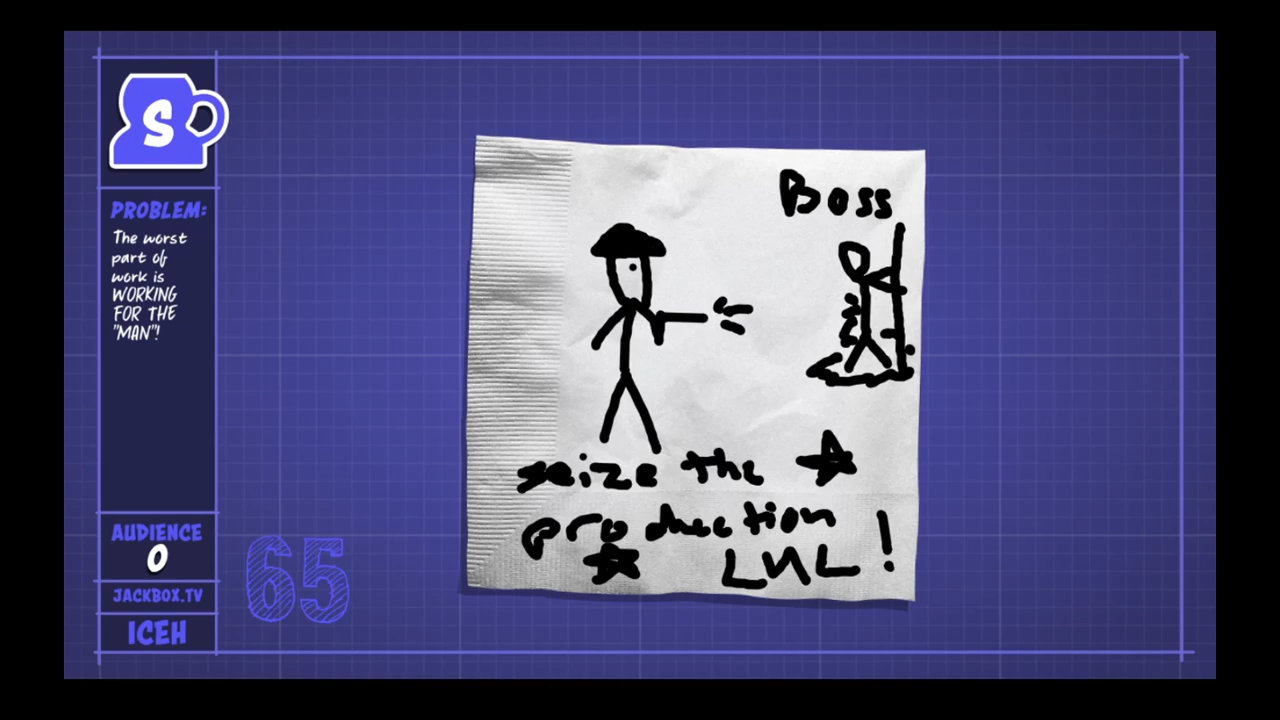 S
PROBLEM:
The worst
part of
work is
WORKING
FOR THE
"MAN"!
AUDIENCE
0
JACKBOX.TV
ICEH
65
Boss
seize the
production
LUL !